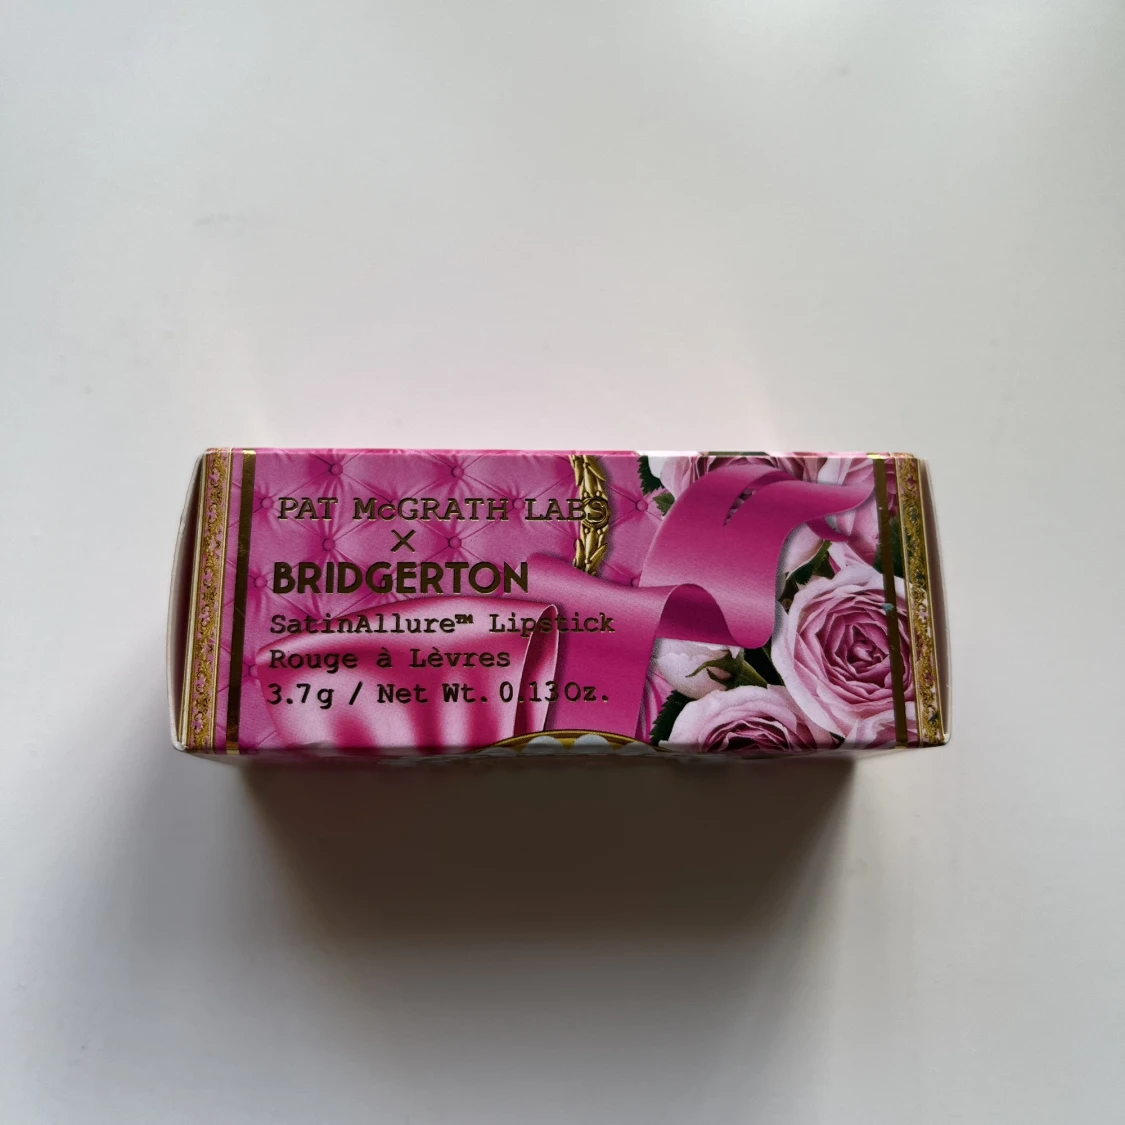 PAT McGRATH LABS
X
BRIDGERTON
SatinAllure™ Lipstick
Rouge à Lèvres
3.7g / Net Wt. 0.13Oz.